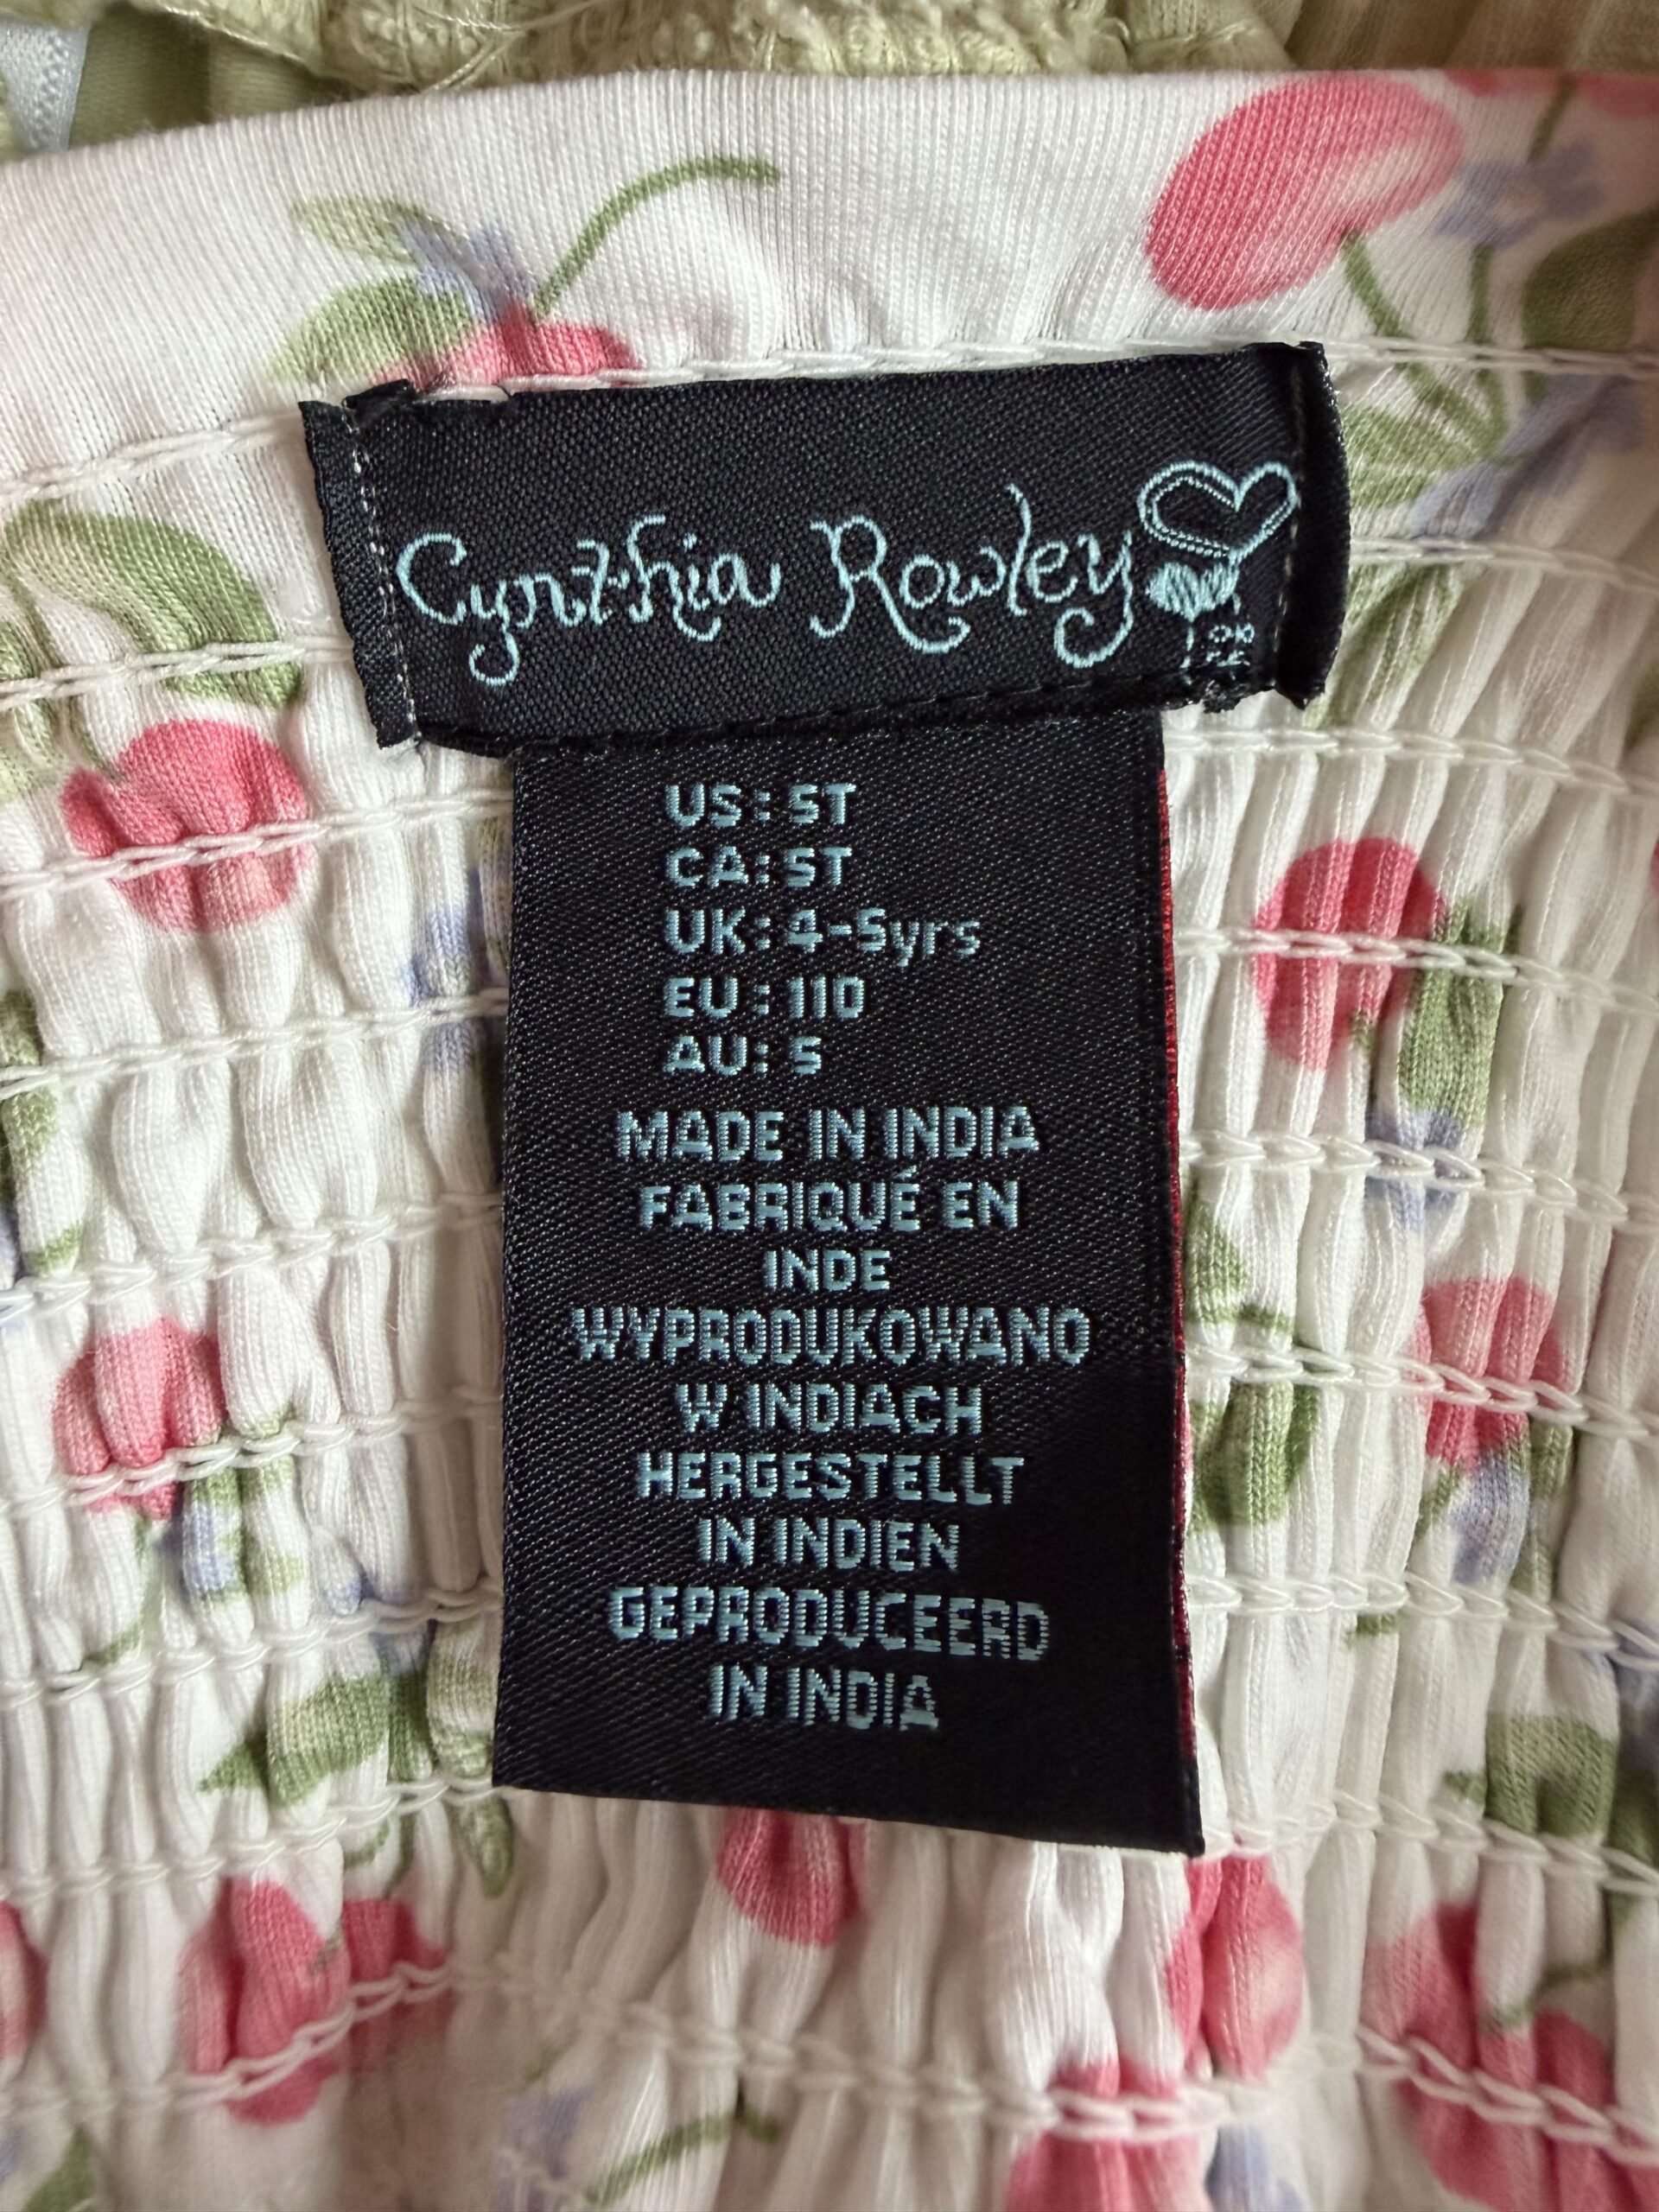 Cynthia Rowley
US: 5T
CA: 5T
UK: 4-5yrs
EU: 110
AU: 5
MADE IN INDIA
FABRIQUÉ EN
INDE
WYPRODUKOWANO
W INDIACH
HERGESTELLT
IN INDIEN
GEPRODUCEERD
IN INDIA